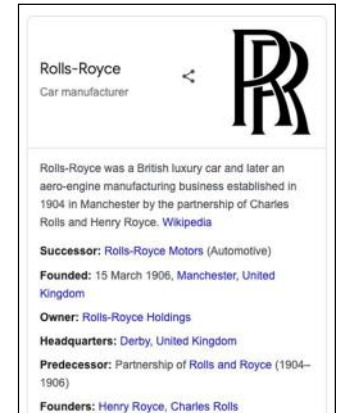 Rolls-Royce
Car manufacturer
RR
Rolls-Royce was a British luxury car and later an
aero-engine manufacturing business established in
1904 in Manchester by the partnership of Charles
Rolls and Henry Royce. Wikipedia
Successor: Rolls-Royce Motors (Automotive)
Founded: 15 March 1906, Manchester, United
Kingdom
Owner: Rolls-Royce Holdings
Headquarters: Derby, United Kingdom
Predecessor: Partnership of Rolls and Royce (1904–
1906)
Founders: Henry Royce, Charles Rolls